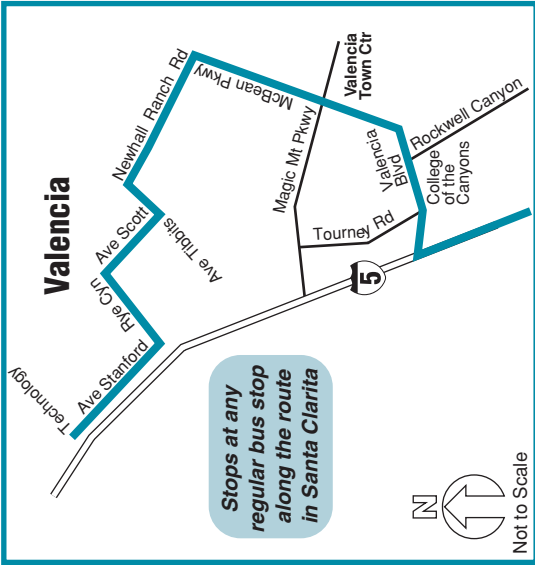 Valencia
Newhall Ranch Rd
McBean Pkwy
Ave Scott
Ave Tibbits
Rye Cyn
Ave Stanford
Technology
Magic Mt Pkwy
Valencia
Town Ctr
Tourney Rd
Valencia
Blvd
Rockwell Canyon
College
of the
Canyons
5
Stops at any
regular bus stop
along the route
in Santa Clarita
N
Not to Scale